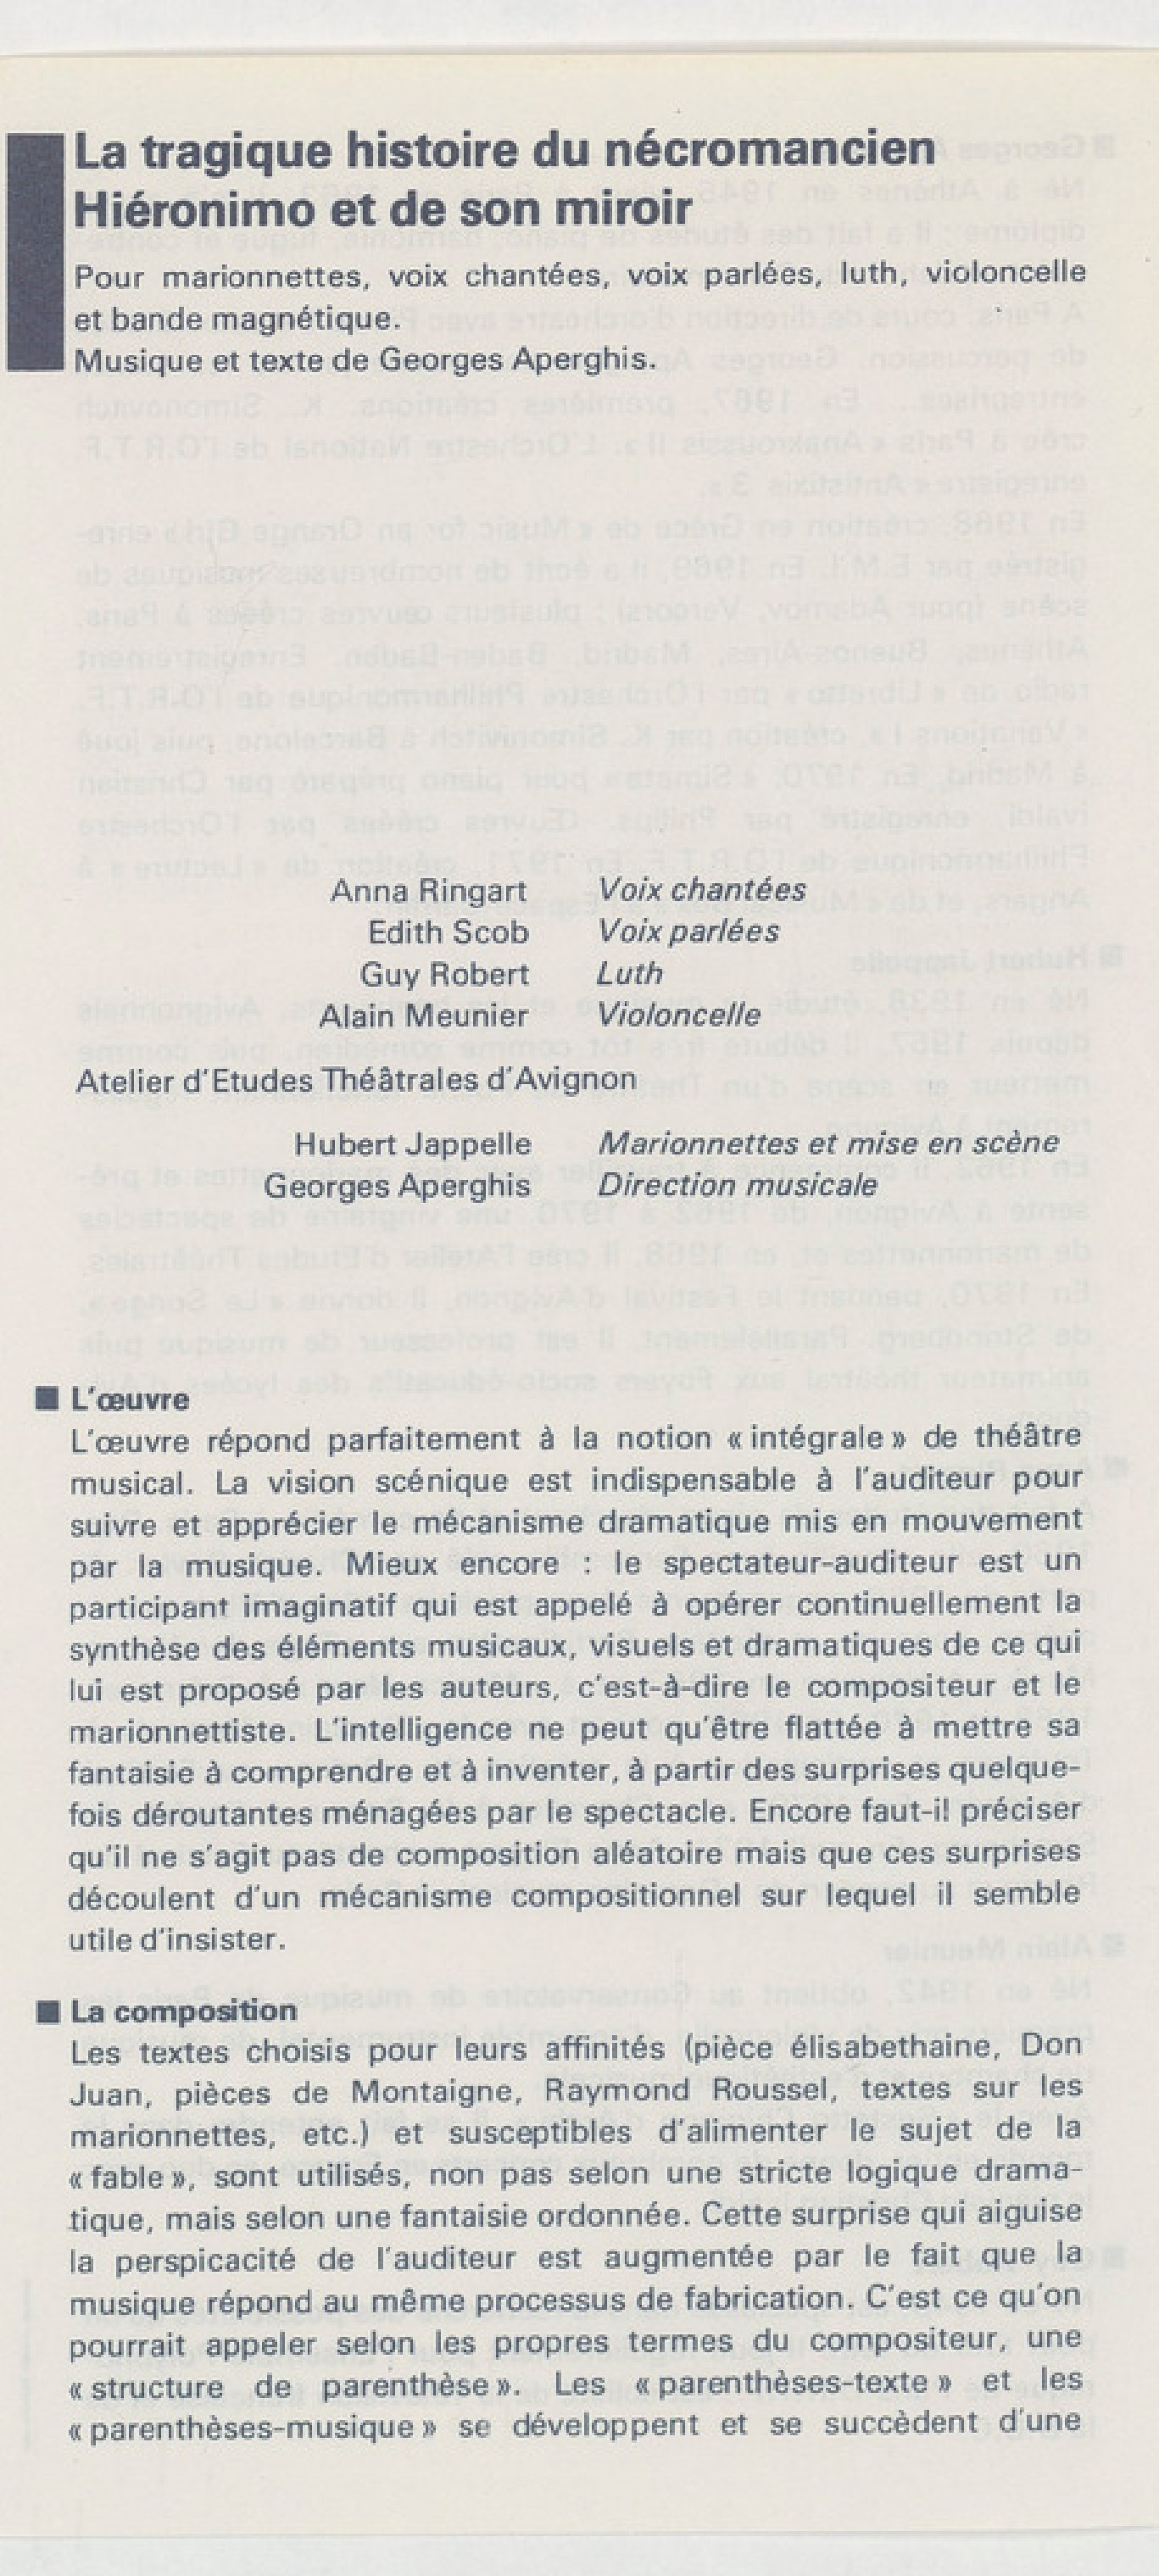 La tragique histoire du nécromancien
Hiéronimo et de son miroir
Pour marionnettes, voix chantées, voix parlées, luth, violoncelle
et bande magnétique.
Musique et texte de Georges Aperghis.
Anna Ringart Voix chantées
Edith Scob Voix parlées
Guy Robert Luth
Alain Meunier Violoncelle
Atelier d'Etudes Théâtrales d'Avignon
Hubert Jappelle Marionnettes et mise en scène
Georges Aperghis Direction musicale
■ L'œuvre
L'œuvre répond parfaitement à la notion « intégrale » de théâtre
musical. La vision scénique est indispensable à l'auditeur pour
suivre et apprécier le mécanisme dramatique mis en mouvement
par la musique. Mieux encore : le spectateur-auditeur est un
participant imaginatif qui est appelé à opérer continuellement la
synthèse des éléments musicaux, visuels et dramatiques de ce qui
lui est proposé par les auteurs, c'est-à-dire le compositeur et le
marionnettiste. L'intelligence ne peut qu'être flattée à mettre sa
fantaisie à comprendre et à inventer, à partir des surprises quelque-
fois déroutantes ménagées par le spectacle. Encore faut-il préciser
qu'il ne s'agit pas de composition aléatoire mais que ces surprises
découlent d'un mécanisme compositionnel sur lequel il semble
utile d'insister.
■ La composition
Les textes choisis pour leurs affinités (pièce élisabethaine, Don
Juan, pièces de Montaigne, Raymond Roussel, textes sur les
marionnettes, etc.) et susceptibles d'alimenter le sujet de la
« fable », sont utilisés, non pas selon une stricte logique drama-
tique, mais selon une fantaisie ordonnée. Cette surprise qui aiguise
la perspicacité de l'auditeur est augmentée par le fait que la
musique répond au même processus de fabrication. C'est ce qu'on
pourrait appeler selon les propres termes du compositeur, une
« structure de parenthèse ». Les « parenthèses-texte » et les
« parenthèses-musique » se développent et se succèdent d'une